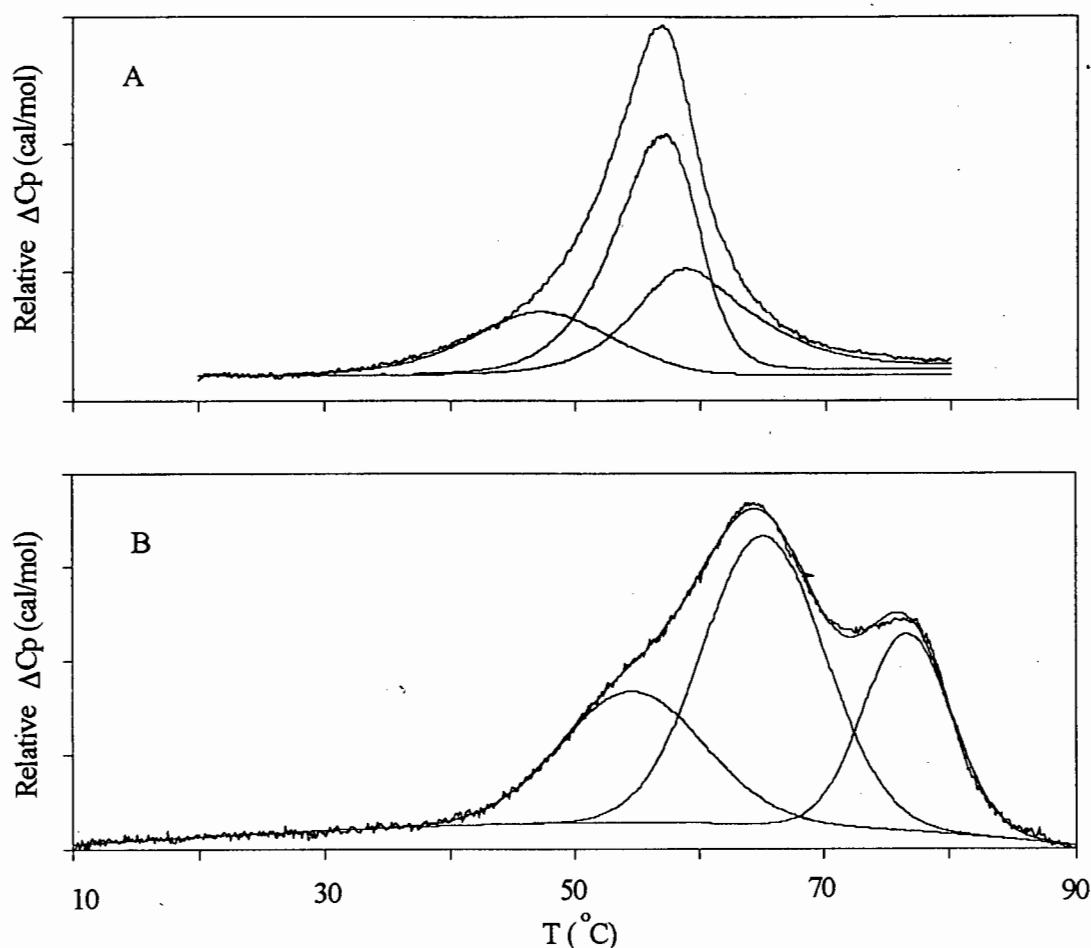 A
Relative ΔCp (cal/mol)
B
Relative ΔCp (cal/mol)
10 30 50 70 90
T (°C)